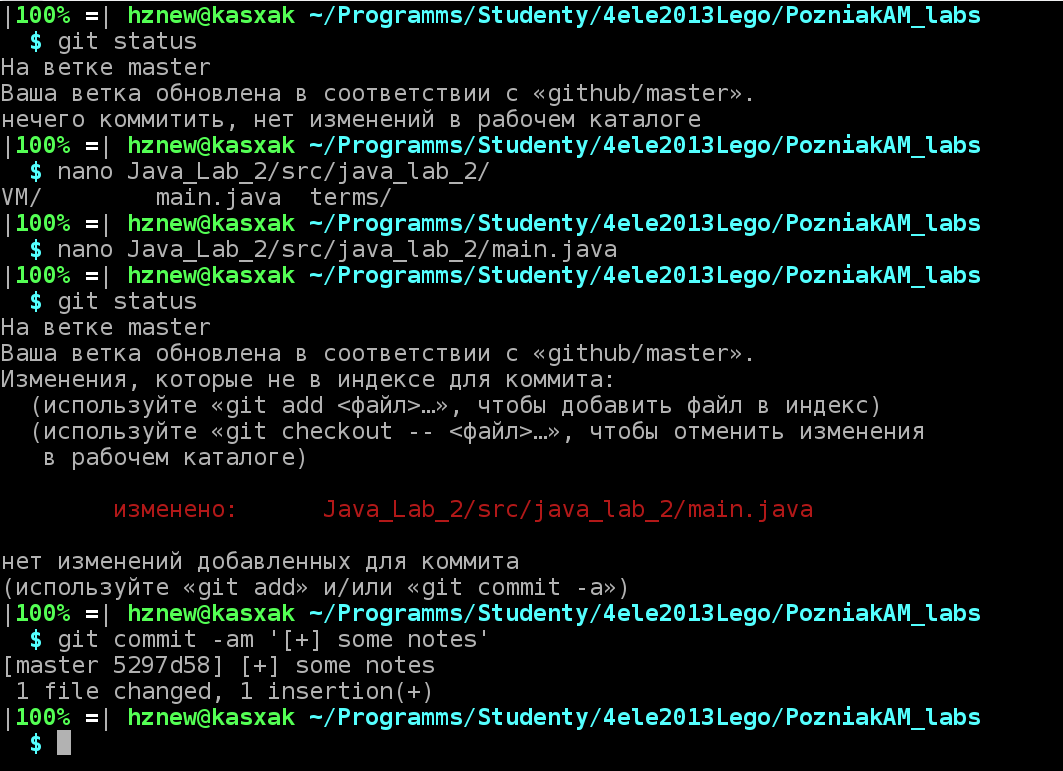 |100% =| hznew@kasxak ~/Programms/Studenty/4ele2013Lego/PozniakAM_labs
  $ git status
На ветке master
Ваша ветка обновлена в соответствии с «github/master».
нечего коммитить, нет изменений в рабочем каталоге
|100% =| hznew@kasxak ~/Programms/Studenty/4ele2013Lego/PozniakAM_labs
  $ nano Java_Lab_2/src/java_lab_2/
VM/        main.java  terms/
|100% =| hznew@kasxak ~/Programms/Studenty/4ele2013Lego/PozniakAM_labs
  $ nano Java_Lab_2/src/java_lab_2/main.java
|100% =| hznew@kasxak ~/Programms/Studenty/4ele2013Lego/PozniakAM_labs
  $ git status
На ветке master
Ваша ветка обновлена в соответствии с «github/master».
Изменения, которые не в индексе для коммита:
  (используйте «git add <файл>…», чтобы добавить файл в индекс)
  (используйте «git checkout -- <файл>…», чтобы отменить изменения
   в рабочем каталоге)
        изменено:      Java_Lab_2/src/java_lab_2/main.java
нет изменений добавленных для коммита
(используйте «git add» и/или «git commit -a»)
|100% =| hznew@kasxak ~/Programms/Studenty/4ele2013Lego/PozniakAM_labs
  $ git commit -am '[+] some notes'
[master 5297d58] [+] some notes
 1 file changed, 1 insertion(+)
|100% =| hznew@kasxak ~/Programms/Studenty/4ele2013Lego/PozniakAM_labs
  $